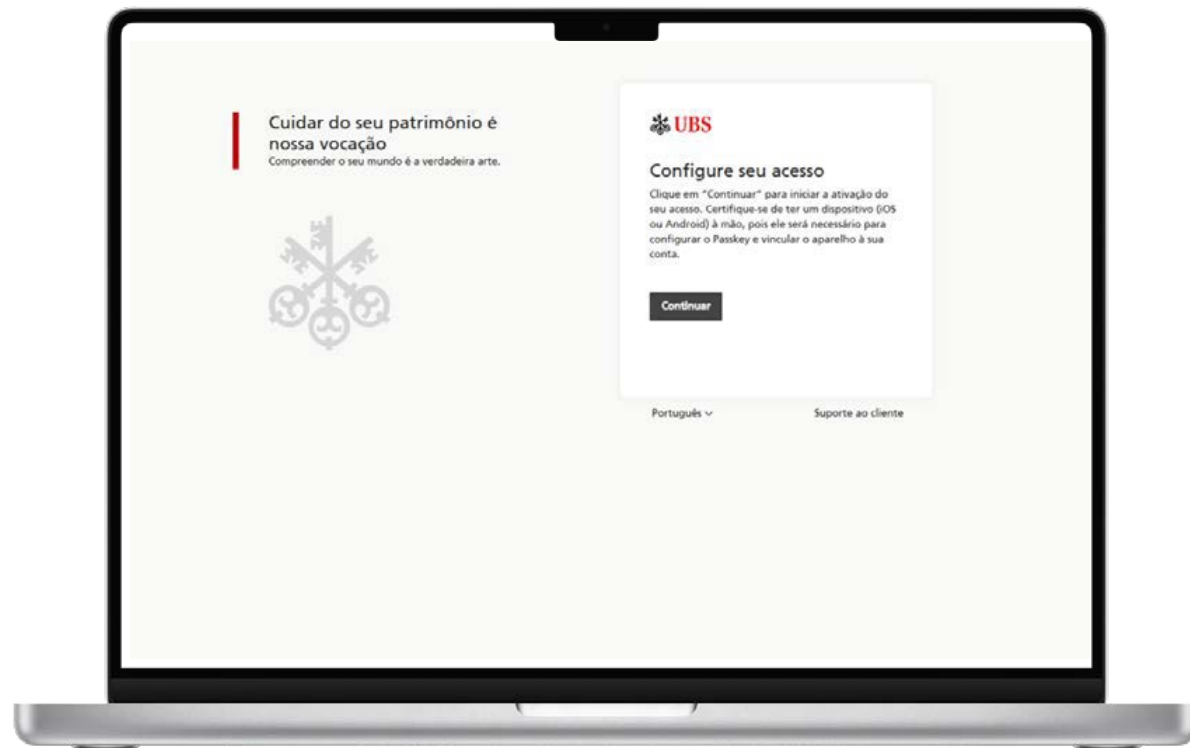 Cuidar do seu patrimônio é
nossa vocação
Compreender o seu mundo é a verdadeira arte.
UBS
Configure seu acesso
Clique em "Continuar" para iniciar a ativação do
seu acesso. Certifique-se de ter um dispositivo (iOS
ou Android) à mão, pois ele será necessário para
configurar o Passkey e vincular o aparelho à sua
conta.
Continuar
Português
Suporte ao cliente